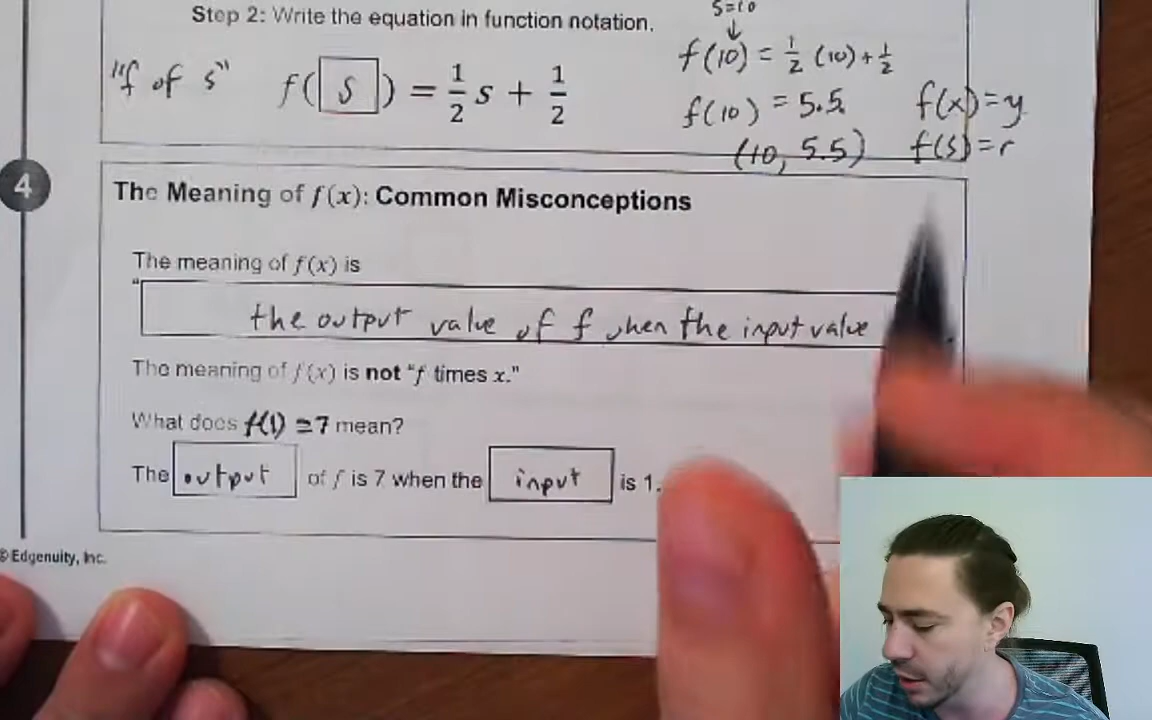 Step 2: Write the equation in function notation.
s=10
↓
"f of s" f( s ) = 1/2 s + 1/2
f(10) = 1/2 (10) + 1/2
f(10) = 5.5
(10, 5.5)
f(x)=y
f(s)=r
4
The Meaning of f(x): Common Misconceptions
The meaning of f(x) is
"
the output value of f when the input value
The meaning of f(x) is not "f times x."
What does f(1) = 7 mean?
The output of f is 7 when the input is 1.
© Edgenuity, Inc.